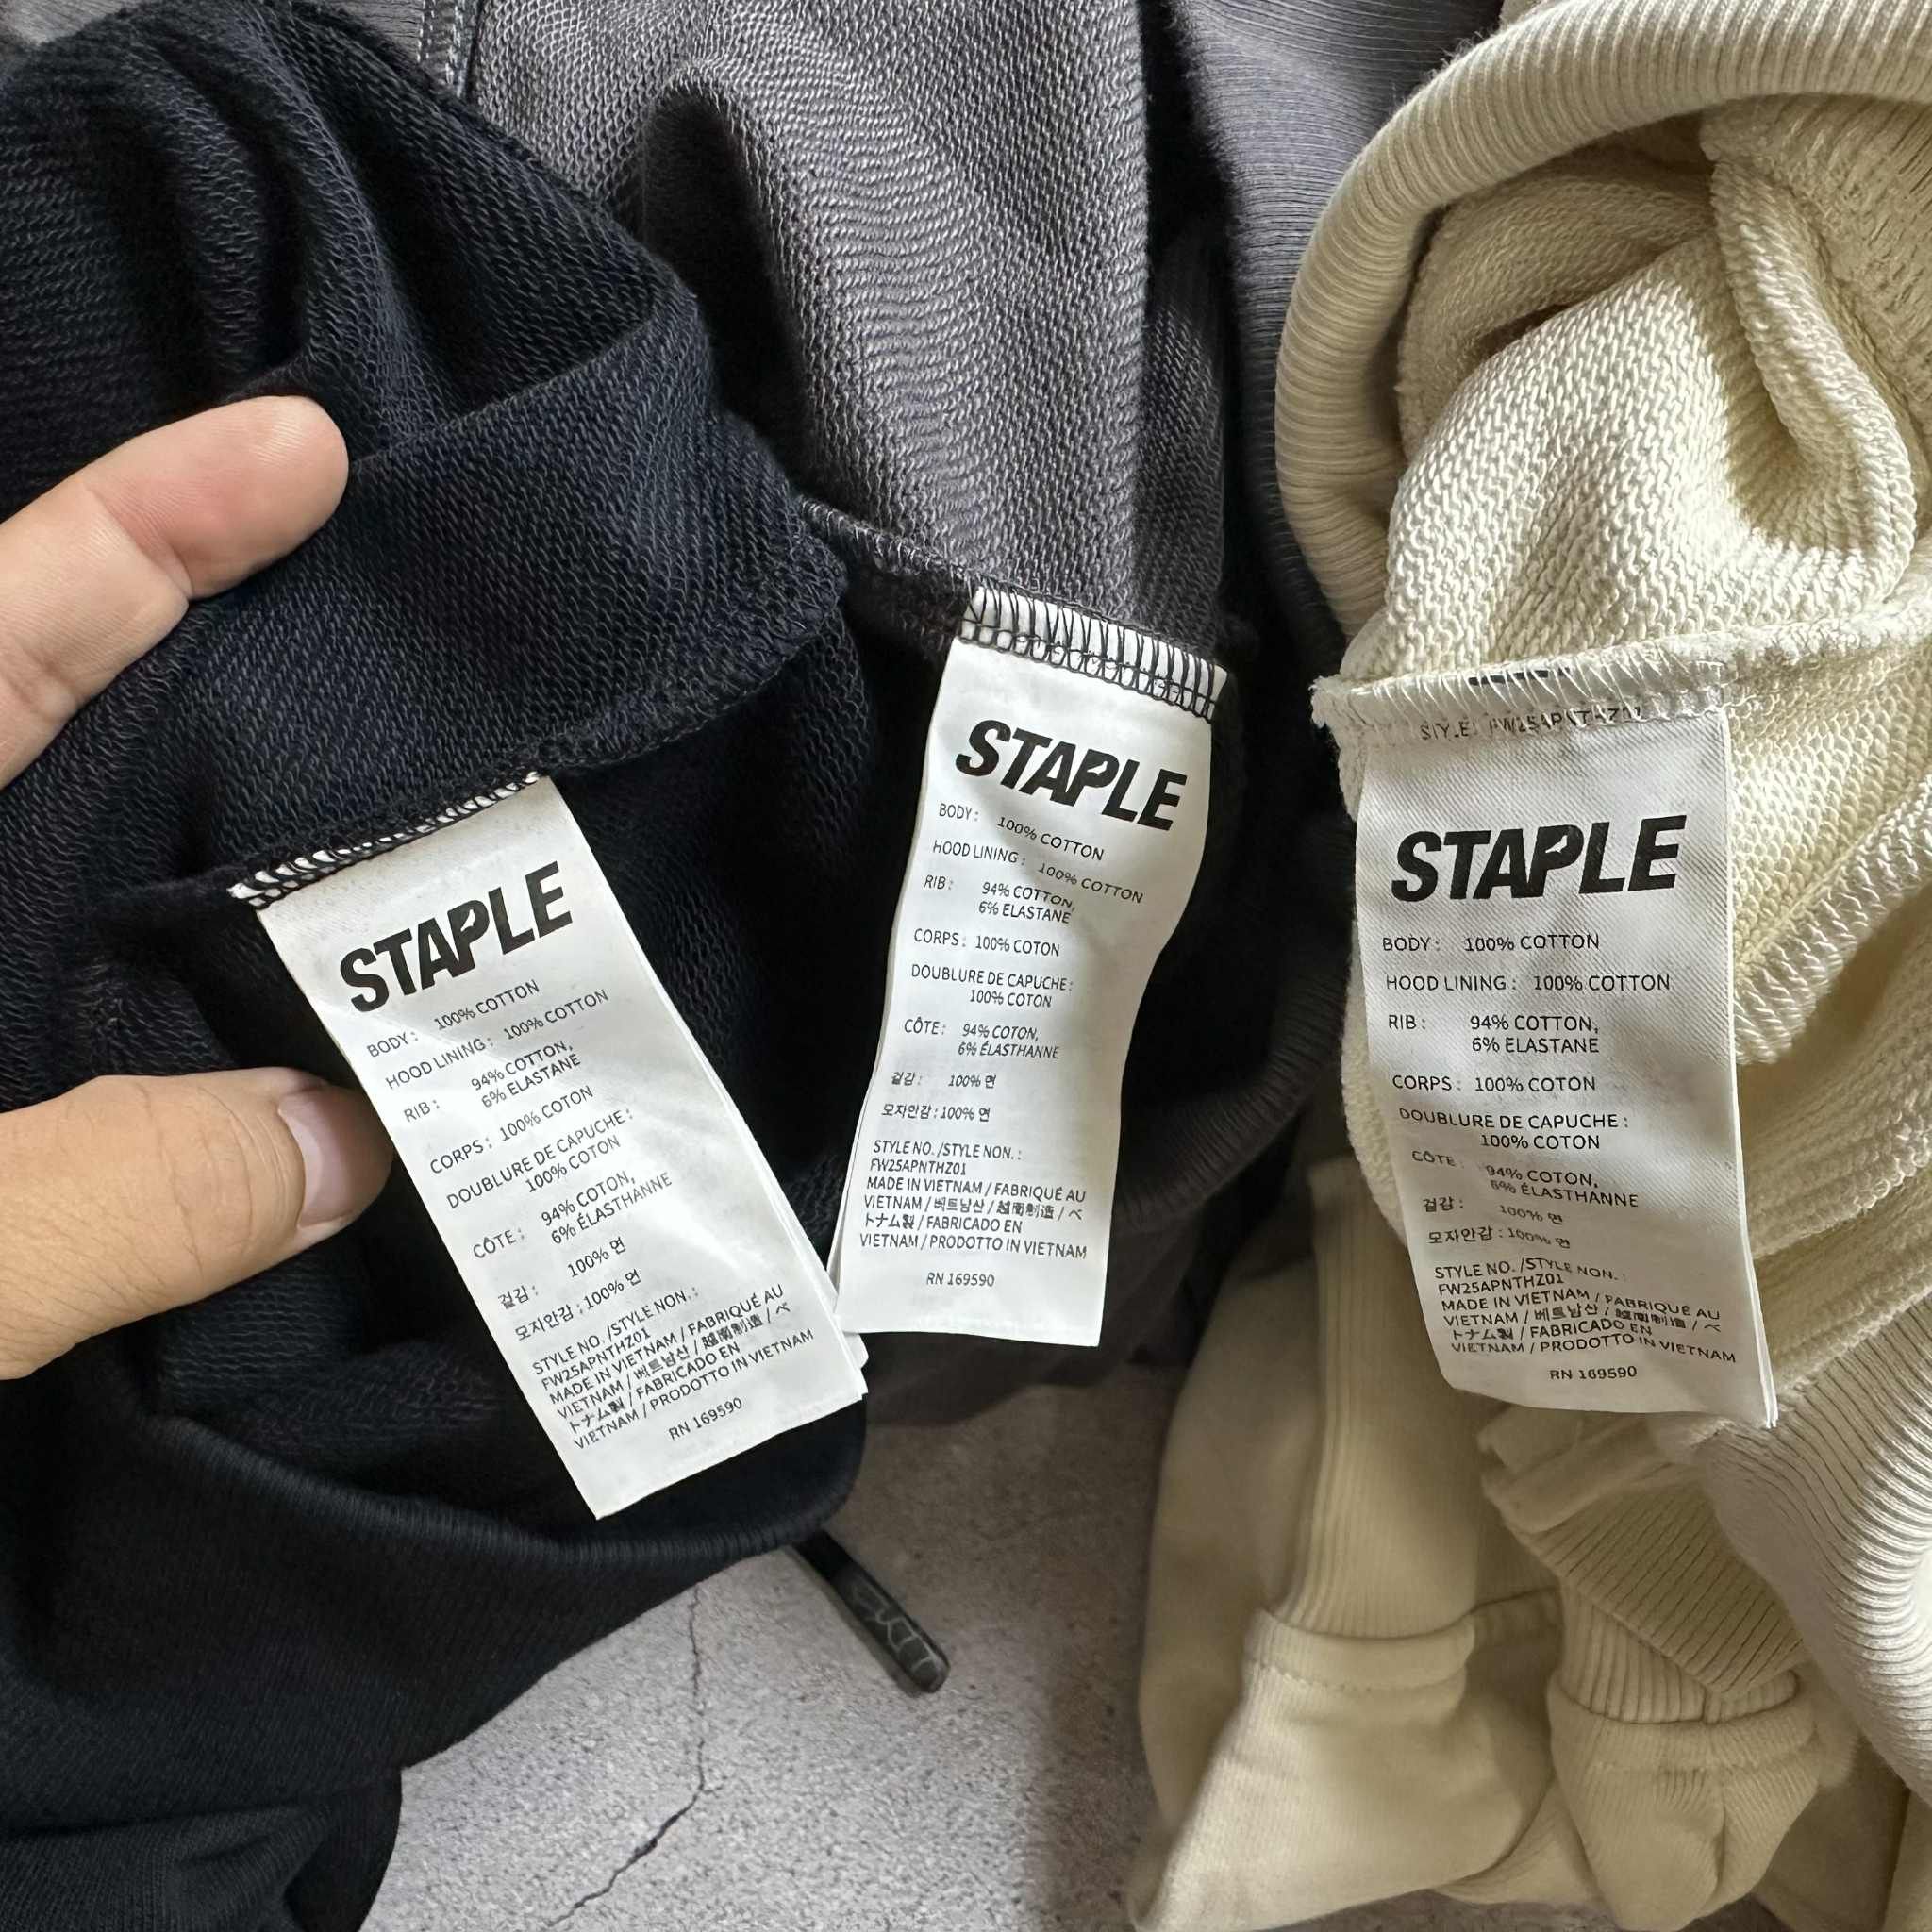 STAPLE
BODY : 100% COTTON
HOOD LINING : 100% COTTON
RIB : 94% COTTON,
6% ELASTANE
CORPS : 100% COTON
DOUBLURE DE CAPUCHE :
100% COTON
CÔTE : 94% COTON,
6% ÉLASTHANNE
겉감 : 100% 면
모자안감 : 100% 면
STYLE NO. /STYLE NON. :
FW25APNTHZ01
MADE IN VIETNAM / FABRIQUÉ AU
VIETNAM / 베트남산 / 越南制造 / ベ
トナム製 / FABRICADO EN
VIETNAM / PRODOTTO IN VIETNAM
RN 169590
STAPLE
BODY : 100% COTTON
HOOD LINING : 100% COTTON
RIB : 94% COTTON,
6% ELASTANE
CORPS : 100% COTON
DOUBLURE DE CAPUCHE :
100% COTON
CÔTE : 94% COTON,
6% ÉLASTHANNE
겉감 : 100% 면
모자안감 : 100% 면
STYLE NO. /STYLE NON. :
FW25APNTHZ01
MADE IN VIETNAM / FABRIQUÉ AU
VIETNAM / 베트남산 / 越南制造 / ベ
トナム製 / FABRICADO EN
VIETNAM / PRODOTTO IN VIETNAM
RN 169590
STYLE: FW25APNTHZ01
STAPLE
BODY : 100% COTTON
HOOD LINING : 100% COTTON
RIB : 94% COTTON,
6% ELASTANE
CORPS : 100% COTON
DOUBLURE DE CAPUCHE :
100% COTON
CÔTE : 94% COTON,
6% ÉLASTHANNE
겉감 : 100% 면
모자안감 : 100% 면
STYLE NO. /STYLE NON. :
FW25APNTHZ01
MADE IN VIETNAM / FABRIQUÉ AU
VIETNAM / 베트남산 / 越南制造 / ベ
トナム製 / FABRICADO EN
VIETNAM / PRODOTTO IN VIETNAM
RN 169590